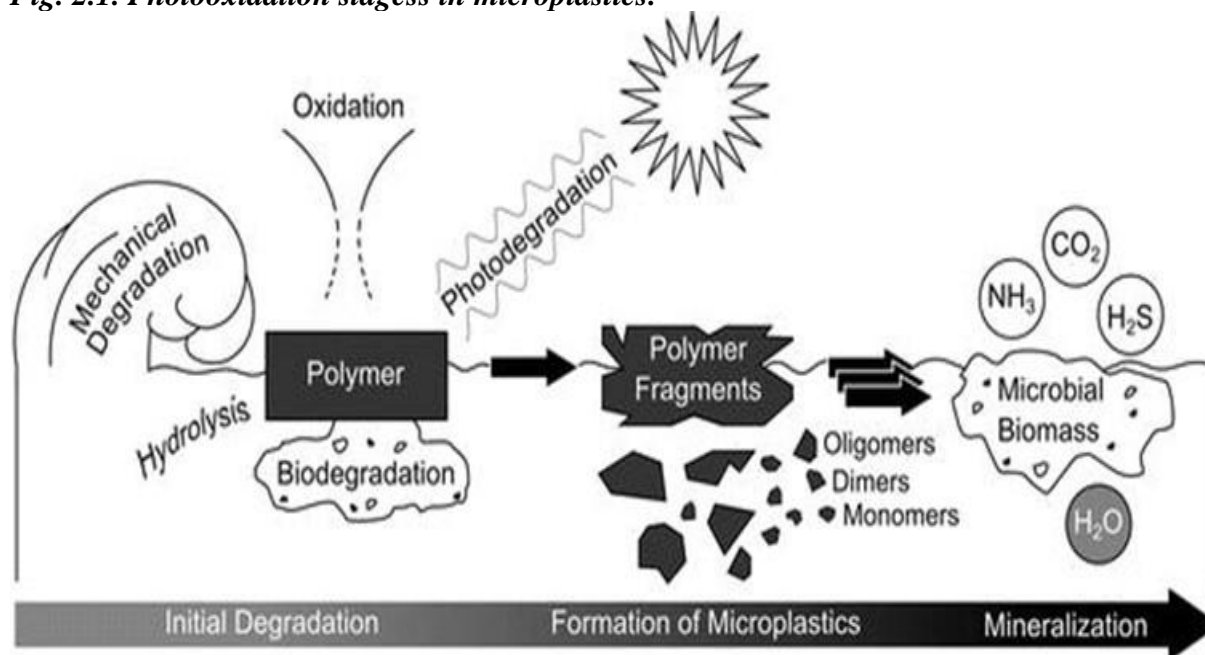 Fig. 2.1. Photooxidation stagess in microplastics.
Oxidation
Photodegradation
Mechanical
Degradation
Hydrolysis
Polymer
Biodegradation
Polymer
Fragments
Oligomers
Dimers
Monomers
NH3
CO2
H2S
Microbial
Biomass
H2O
Initial Degradation
Formation of Microplastics
Mineralization